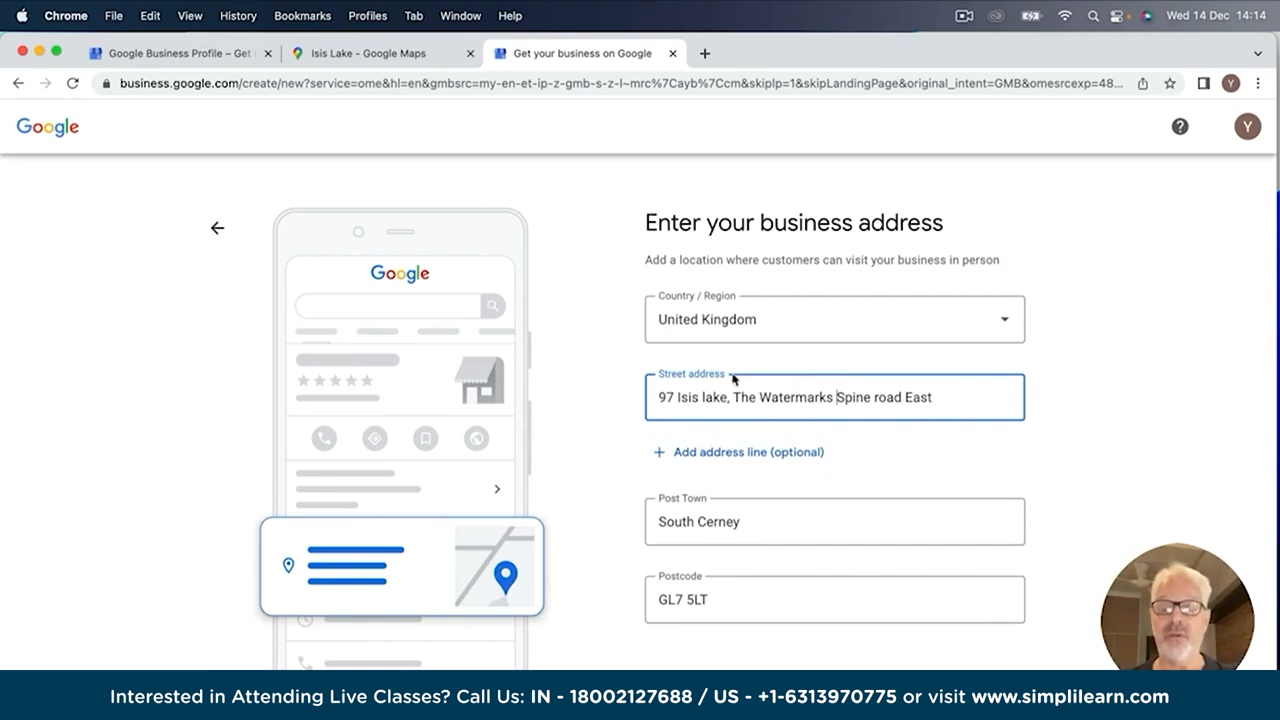 Chrome File Edit View History Bookmarks Profiles Tab Window Help Wed 14 Dec 14:14
Google Business Profile – Get Isis Lake - Google Maps Get your business on Google
business.google.com/create/new?service=ome&hl=en&gmbsrc=my-en-et-ip-z-gmb-s-z-l~mrc%7Cayb%7Ccm&skiplp=1&skipLandingPage&original_intent=GMB&omesrcexp=48...
Y
Google
Y
Enter your business address
Add a location where customers can visit your business in person
Google
Country / Region
United Kingdom
Street address
97 Isis lake, The Watermarks Spine road East
+ Add address line (optional)
Post Town
South Cerney
Postcode
GL7 5LT
Interested in Attending Live Classes? Call Us: IN - 18002127688 / US - +1-6313970775 or visit www.simplilearn.com